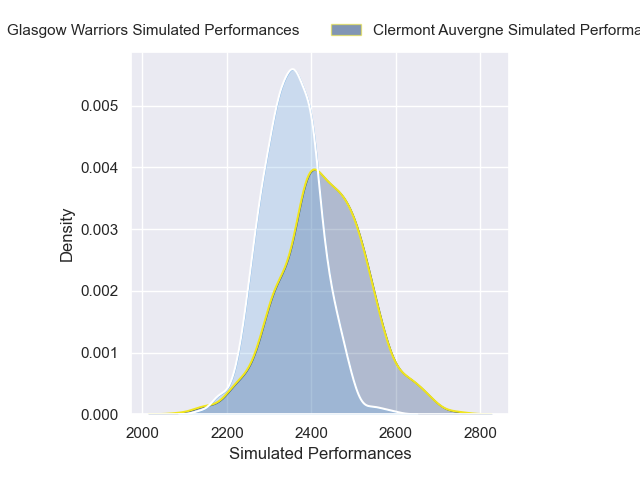 Glasgow Warriors Simulated Performances
Clermont Auvergne Simulated Performa
0.005
0.004
0.003
0.002
0.001
0.000
Density
2000 2200 2400 2600 2800
Simulated Performances